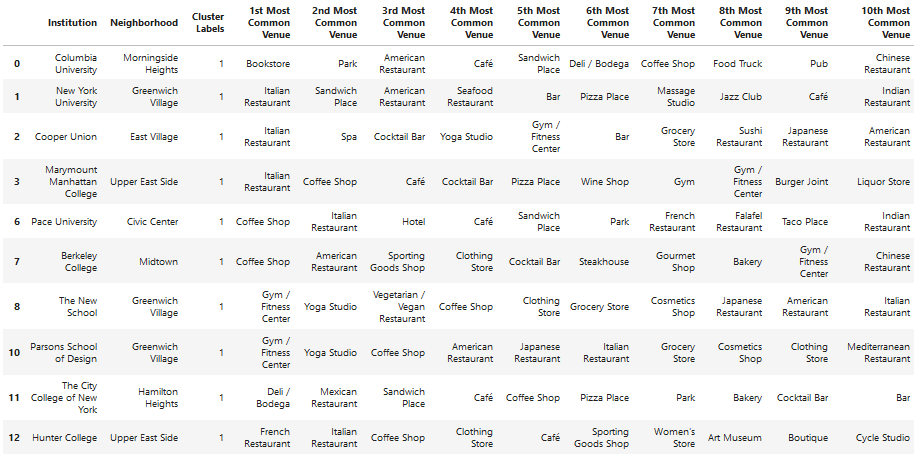 Institution Neighborhood Cluster Labels 1st Most Common Venue 2nd Most Common Venue 3rd Most Common Venue 4th Most Common Venue 5th Most Common Venue 6th Most Common Venue 7th Most Common Venue 8th Most Common Venue 9th Most Common Venue 10th Most Common Venue
0 Columbia University Morningside Heights 1 Bookstore Park American Restaurant Café Sandwich Place Deli / Bodega Coffee Shop Food Truck Pub Chinese Restaurant
1 New York University Greenwich Village 1 Italian Restaurant Sandwich Place American Restaurant Seafood Restaurant Bar Pizza Place Massage Studio Jazz Club Café Indian Restaurant
2 Cooper Union East Village 1 Italian Restaurant Spa Cocktail Bar Yoga Studio Gym / Fitness Center Bar Grocery Store Sushi Restaurant Japanese Restaurant American Restaurant
3 Marymount Manhattan College Upper East Side 1 Italian Restaurant Coffee Shop Café Cocktail Bar Pizza Place Wine Shop Gym Gym / Fitness Center Burger Joint Liquor Store
6 Pace University Civic Center 1 Coffee Shop Italian Restaurant Hotel Café Sandwich Place Park French Restaurant Falafel Restaurant Taco Place Indian Restaurant
7 Berkeley College Midtown 1 Coffee Shop American Restaurant Sporting Goods Shop Clothing Store Cocktail Bar Steakhouse Gourmet Shop Bakery Gym / Fitness Center Chinese Restaurant
8 The New School Greenwich Village 1 Gym / Fitness Center Yoga Studio Vegetarian / Vegan Restaurant Coffee Shop Clothing Store Grocery Store Cosmetics Shop Japanese Restaurant American Restaurant Italian Restaurant
10 Parsons School of Design Greenwich Village 1 Gym / Fitness Center Yoga Studio Coffee Shop American Restaurant Japanese Restaurant Italian Restaurant Grocery Store Cosmetics Shop Clothing Store Mediterranean Restaurant
11 The City College of New York Hamilton Heights 1 Deli / Bodega Mexican Restaurant Sandwich Place Café Coffee Shop Pizza Place Park Bakery Cocktail Bar Bar
12 Hunter College Upper East Side 1 French Restaurant Italian Restaurant Coffee Shop Clothing Store Café Sporting Goods Shop Women's Store Art Museum Boutique Cycle Studio